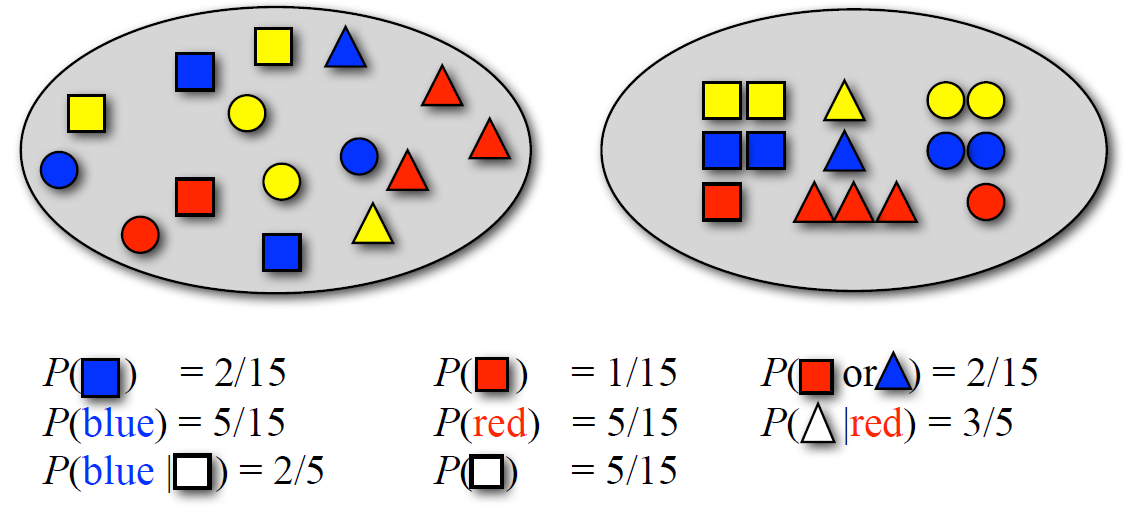 P( ) = 2/15
P(blue) = 5/15
P(blue | ) = 2/5
P( ) = 1/15
P(red) = 5/15
P( ) = 5/15
P( or ) = 2/15
P( |red) = 3/5